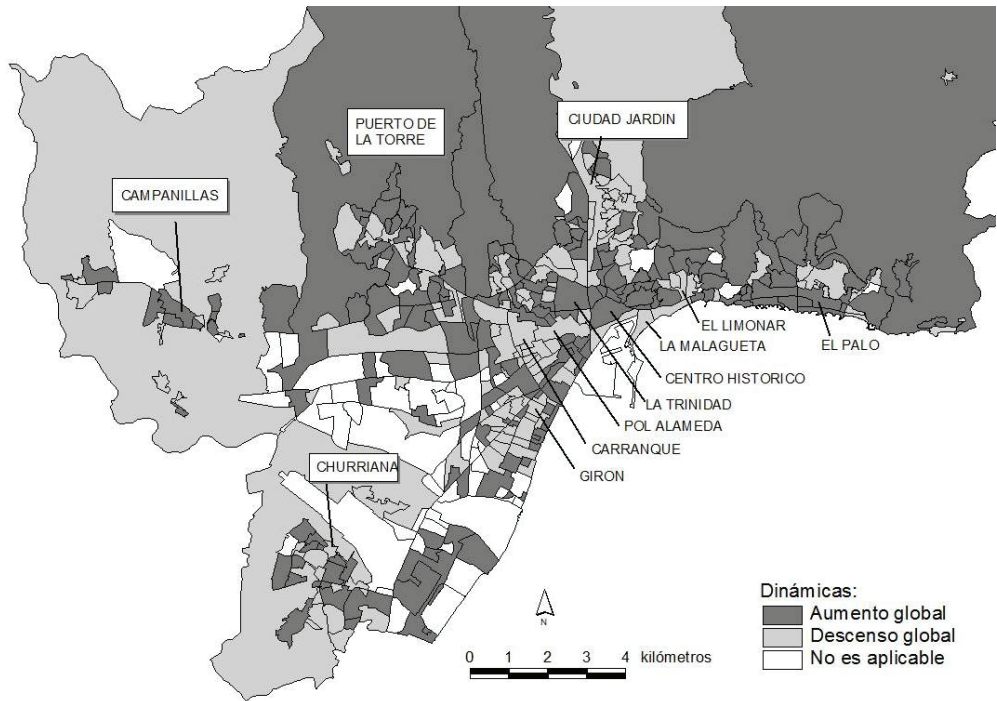 PUERTO DE
LA TORRE
CIUDAD JARDIN
CAMPANILLAS
EL LIMONAR
LA MALAGUETA
EL PALO
CENTRO HISTORICO
LA TRINIDAD
POL ALAMEDA
CARRANQUE
GIRON
CHURRIANA
N
0 1 2 3 4 kilómetros
Dinámicas:
Aumento global
Descenso global
No es aplicable